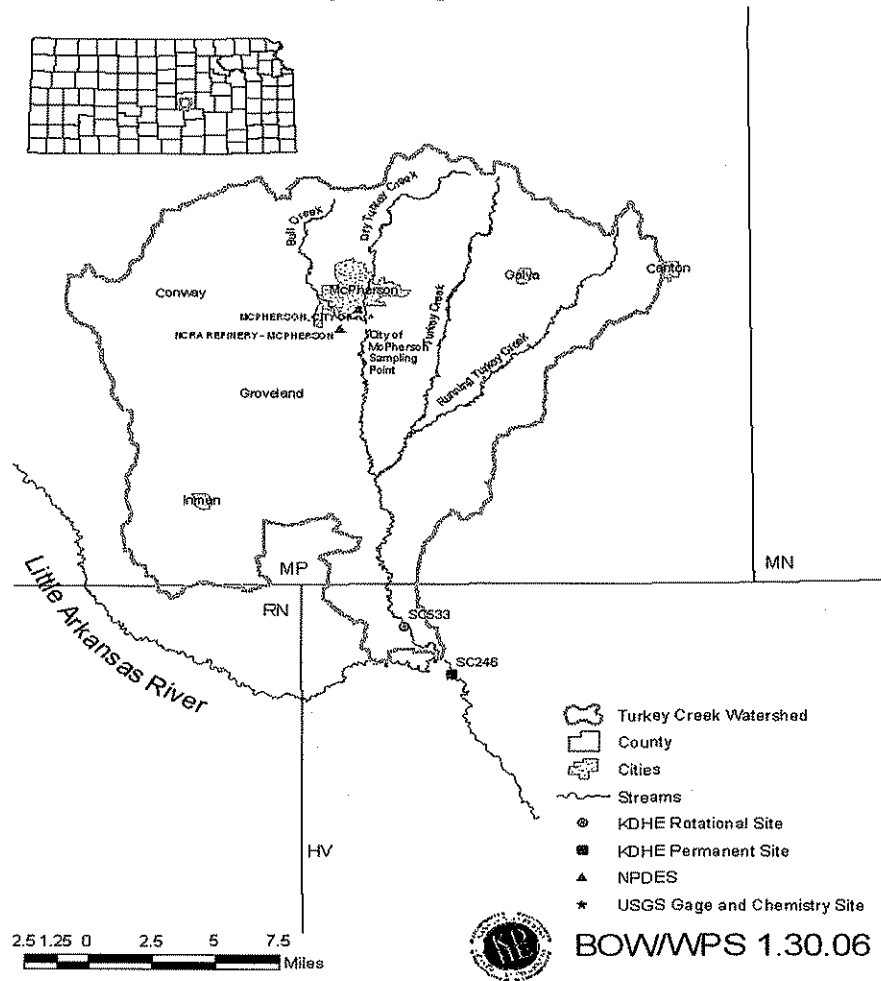 Bull Creek
Dry Turkey Creek
Conway
McPherson
Galva
Canton
MCPHERSON, CITY OF
NCRA REFINERY - MCPHERSON
City of
McPherson
Sampling
Point
Turkey Creek
Running Turkey Creek
Groveland
Inman
MP
MN
RN
Little Arkansas River
SC533
SC246
HV
Turkey Creek Watershed
County
Cities
Streams
KDHE Rotational Site
KDHE Permanent Site
NPDES
USGS Gage and Chemistry Site
2.5 1.25 0 2.5 5 7.5
Miles
BOW/WPS 1.30.06